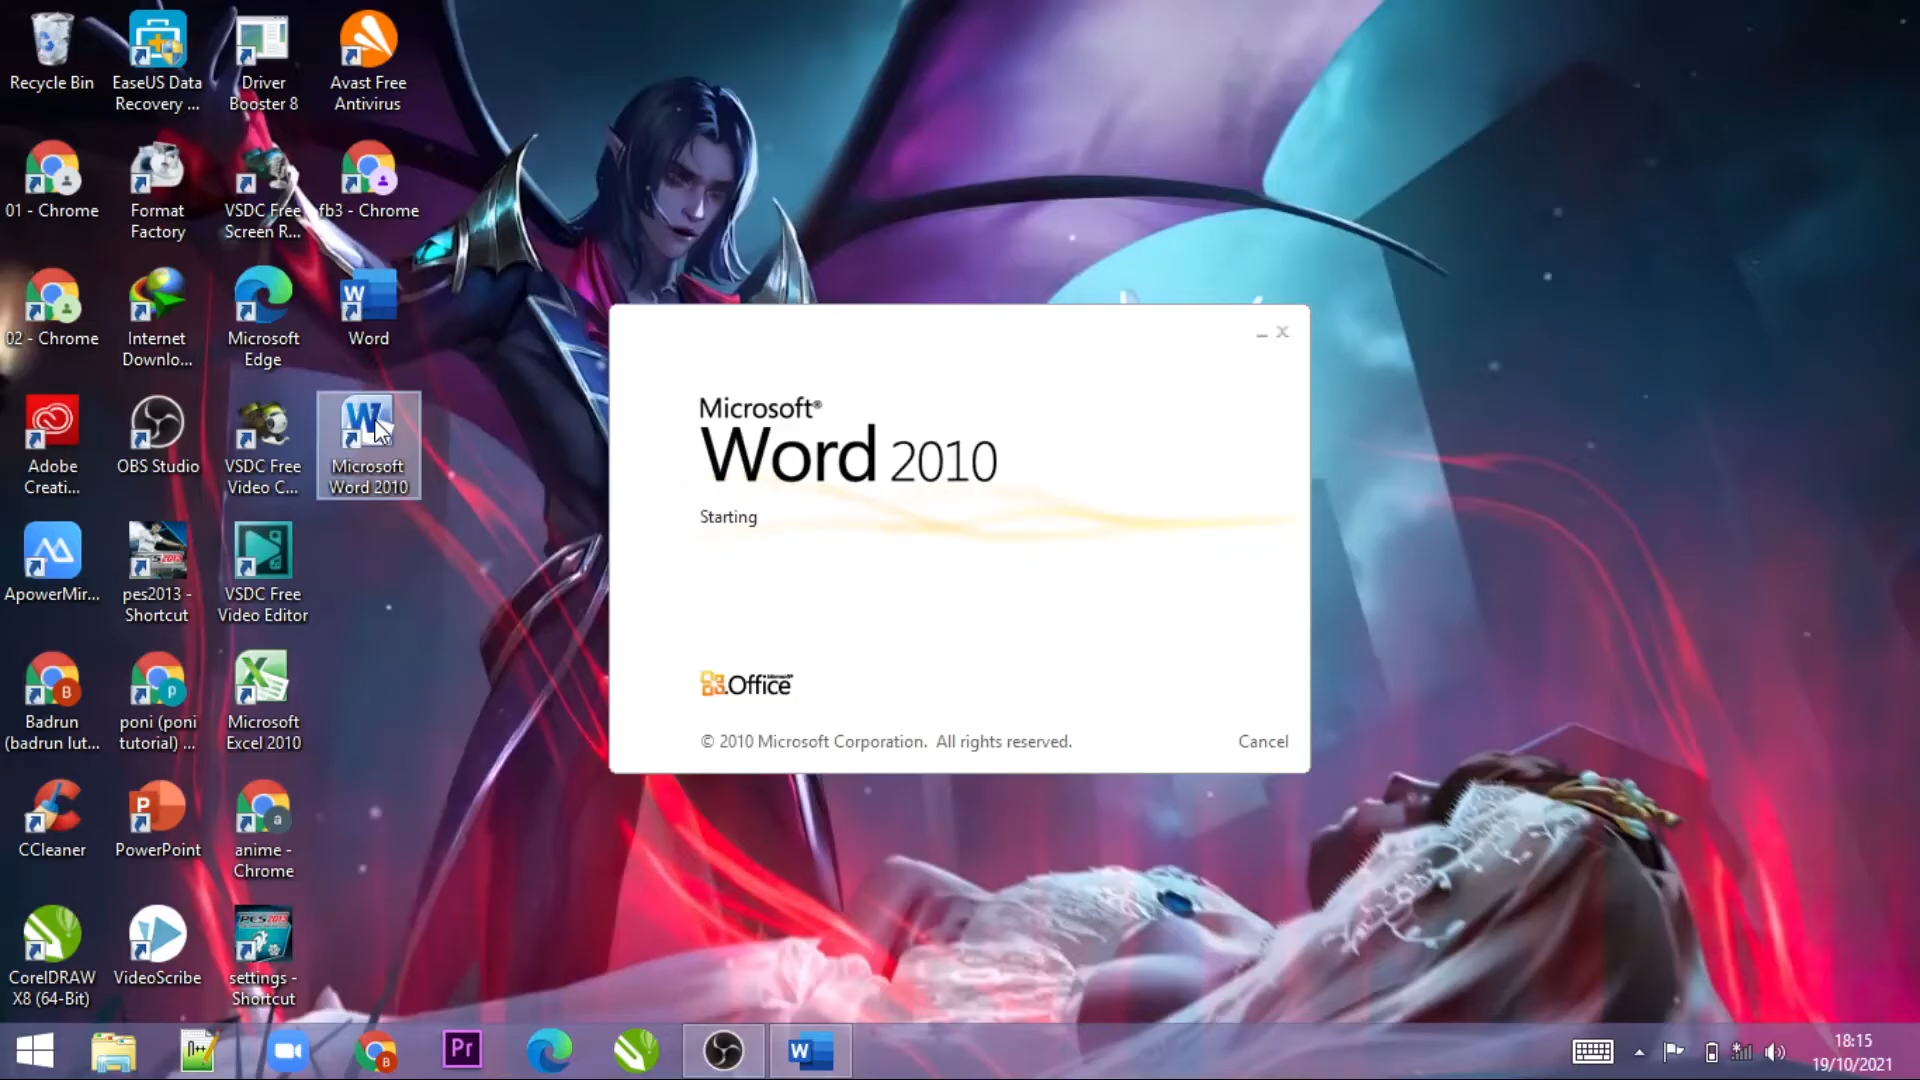 Recycle Bin
EaseUS Data
Recovery ...
Driver
Booster 8
Avast Free
Antivirus
01 - Chrome
Format
Factory
VSDC Free
Screen R...
fb3 - Chrome
02 - Chrome
Internet
Downlo...
Microsoft
Edge
W
Word
Adobe
Creati...
OBS Studio
VSDC Free
Video C...
W
Microsoft
Word 2010
ApowerMir...
pes2013 -
Shortcut
VSDC Free
Video Editor
B
Badrun
(badrun lut...
p
poni (poni
tutorial) ...
X
Microsoft
Excel 2010
CCleaner
P
PowerPoint
a
anime -
Chrome
CorelDRAW
X8 (64-Bit)
VideoScribe
PES 2013
settings -
Shortcut
Microsoft®
Word 2010
Starting
Microsoft®
Office
© 2010 Microsoft Corporation. All rights reserved.
Cancel
n++
B
Pr
W
18:15
19/10/2021